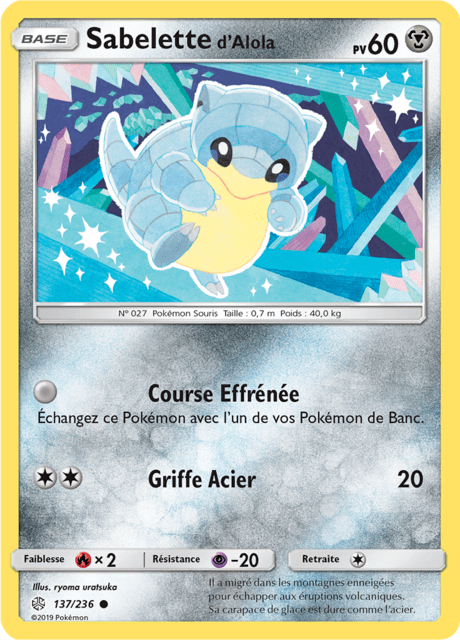 BASE Sabelette d'Alola PV60
N° 027 Pokémon Souris Taille : 0,7 m Poids : 40,0 kg
Course Effrénée
Échangez ce Pokémon avec l'un de vos Pokémon de Banc.
Griffe Acier 20
Faiblesse ×2 Résistance -20 Retraite
Illus. ryoma uratsuka
137/236
©2019 Pokémon
Il a migré dans les montagnes enneigées
pour échapper aux éruptions volcaniques.
Sa carapace de glace est dure comme l'acier.